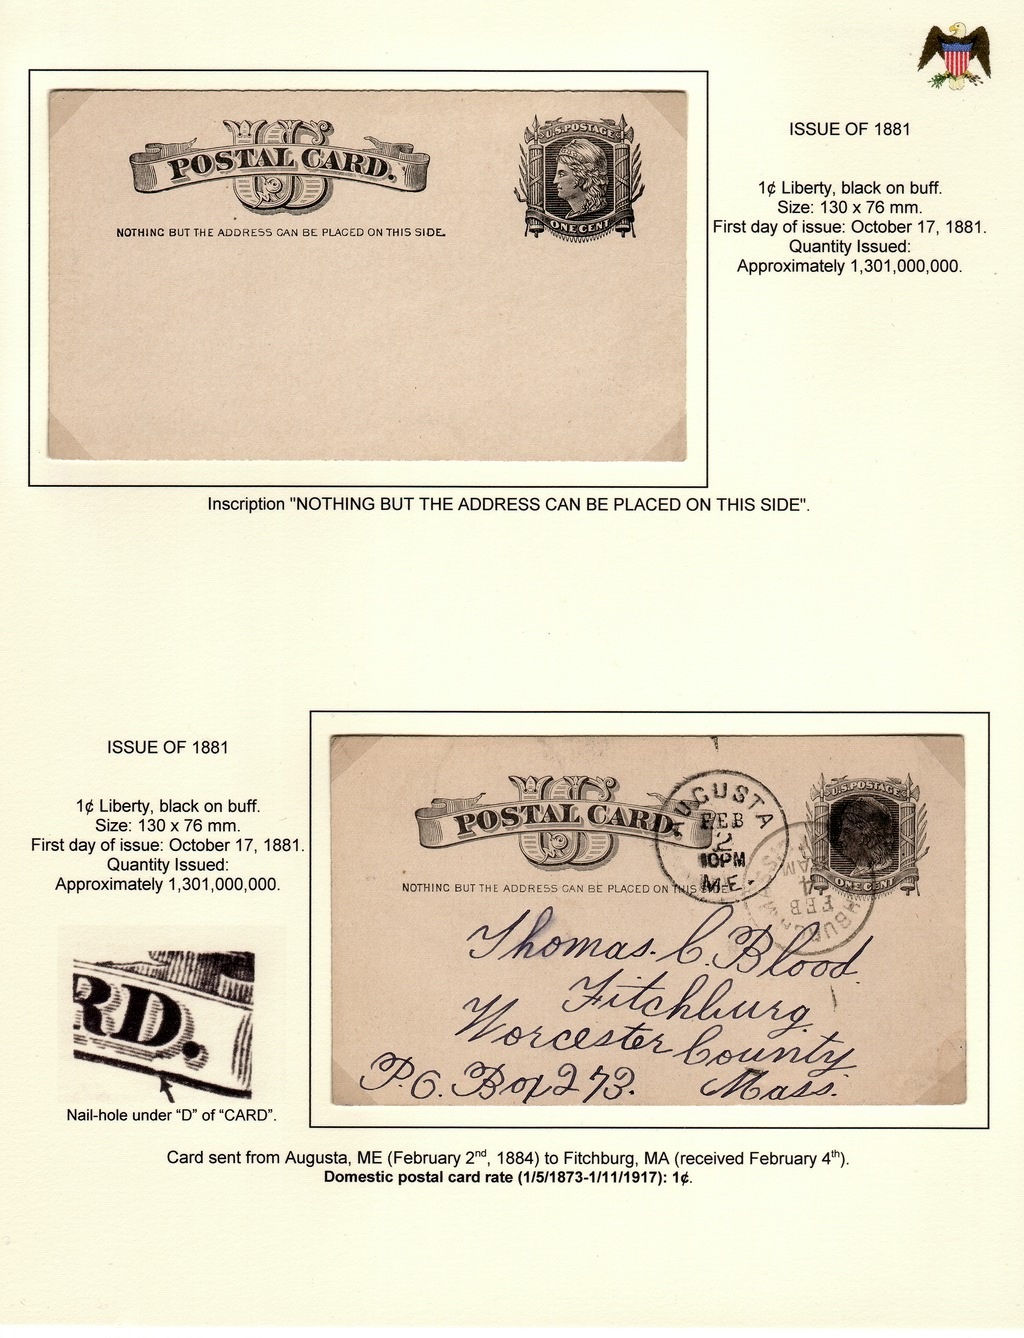 ISSUE OF 1881
1¢ Liberty, black on buff.
Size: 130 x 76 mm.
First day of issue: October 17, 1881.
Quantity Issued:
Approximately 1,301,000,000.
US
POSTAL CARD.
NOTHING BUT THE ADDRESS CAN BE PLACED ON THIS SIDE.
U.S. POSTAGE
ONE CENT
Inscription "NOTHING BUT THE ADDRESS CAN BE PLACED ON THIS SIDE".
ISSUE OF 1881
1¢ Liberty, black on buff.
Size: 130 x 76 mm.
First day of issue: October 17, 1881.
Quantity Issued:
Approximately 1,301,000,000.
RD.
Nail-hole under “D” of “CARD”.
US
POSTAL CARD.
NOTHING BUT THE ADDRESS CAN BE PLACED ON THIS SIDE.
U.S. POSTAGE
ONE CENT
AUGUSTA
FEB
2
10PM
ME.
FEB
4
AM
Thomas. C. Blood
Fitchburg.
Worcester County
P.O. Box 273. Mass.
Card sent from Augusta, ME (February 2nd, 1884) to Fitchburg, MA (received February 4th).
Domestic postal card rate (1/5/1873-1/11/1917): 1¢.